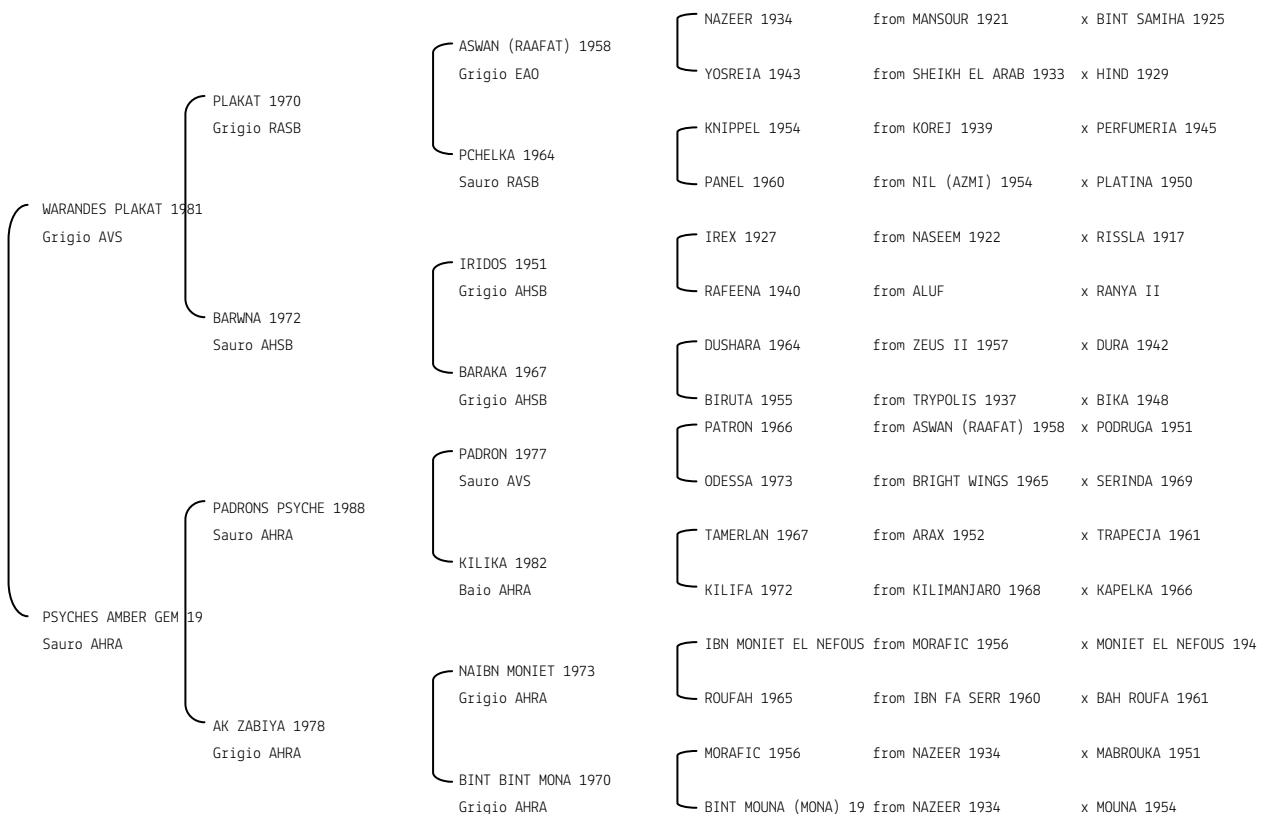 NAZEER 1934 from MANSOUR 1921 x BINT SAMIHA 1925
ASWAN (RAAFAT) 1958
Grigio EAO
YOSREIA 1943 from SHEIKH EL ARAB 1933 x HIND 1929
PLAKAT 1970
Grigio RASB
KNIPPEL 1954 from KOREJ 1939 x PERFUMERIA 1945
PCHELKA 1964
Sauro RASB
PANEL 1960 from NIL (AZMI) 1954 x PLATINA 1950
WARANDES PLAKAT 1981
Grigio AVS
IREX 1927 from NASEEM 1922 x RISSLA 1917
IRIDOS 1951
Grigio AHSB
RAFEENA 1940 from ALUF x RANYA II
BARWNA 1972
Sauro AHSB
DUSHARA 1964 from ZEUS II 1957 x DURA 1942
BARAKA 1967
Grigio AHSB
BIRUTA 1955 from TRYPOLIS 1937 x BIKA 1948
PATRON 1966 from ASWAN (RAAFAT) 1958 x PODRUGA 1951
PADRON 1977
Sauro AVS
ODESSA 1973 from BRIGHT WINGS 1965 x SERINDA 1969
PADRONS PSYCHE 1988
Sauro AHRA
TAMERLAN 1967 from ARAX 1952 x TRAPECJA 1961
KILIKA 1982
Baio AHRA
KILIFA 1972 from KILIMANJARO 1968 x KAPELKA 1966
PSYCHES AMBER GEM 19
Sauro AHRA
IBN MONIET EL NEFOUS from MORAFIC 1956 x MONIET EL NEFOUS 194
NAIBN MONIET 1973
Grigio AHRA
ROUFAH 1965 from IBN FA SERR 1960 x BAH ROUFA 1961
AK ZABIYA 1978
Grigio AHRA
MORAFIC 1956 from NAZEER 1934 x MABROUKA 1951
BINT BINT MONA 1970
Grigio AHRA
BINT MOUNA (MONA) 19 from NAZEER 1934 x MOUNA 1954